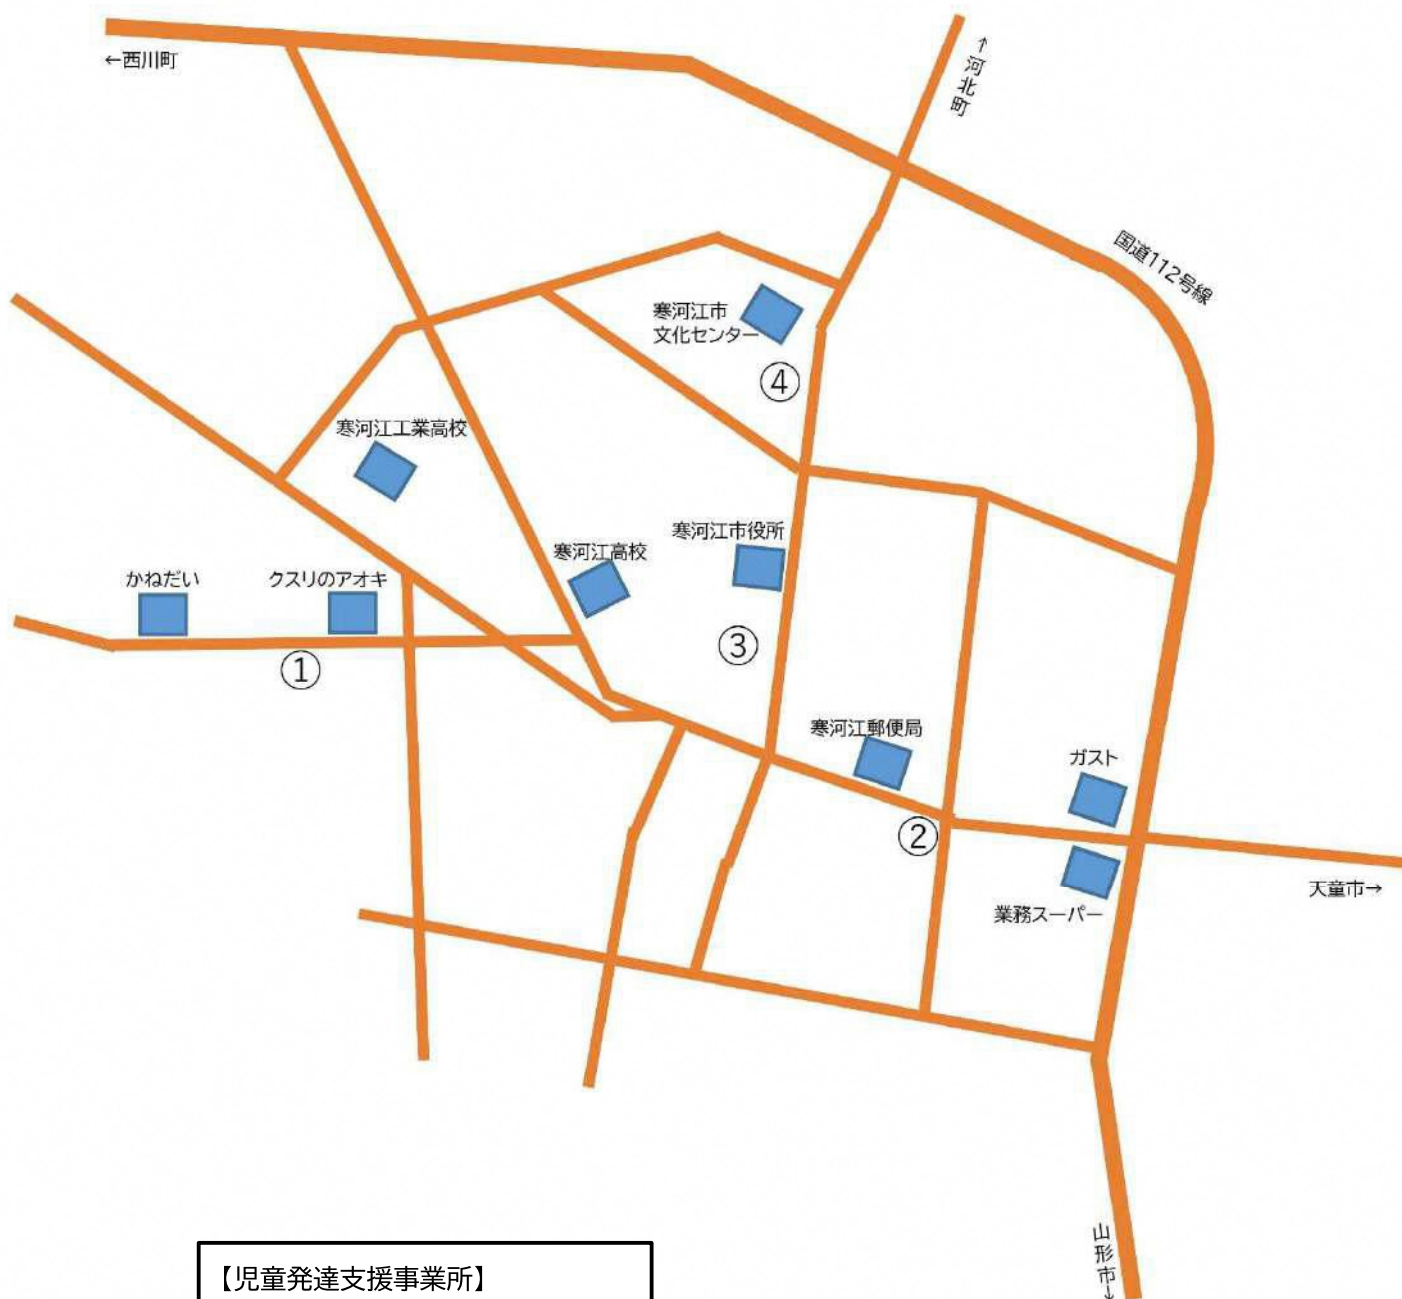 ←西川町
↑河北町
国道112号線
寒河江市
文化センター
④
寒河江工業高校
寒河江高校
寒河江市役所
かねだい
クスリのアオキ
③
①
寒河江郵便局
ガスト
②
業務スーパー
天童市→
山形市→
【児童発達支援事業所】